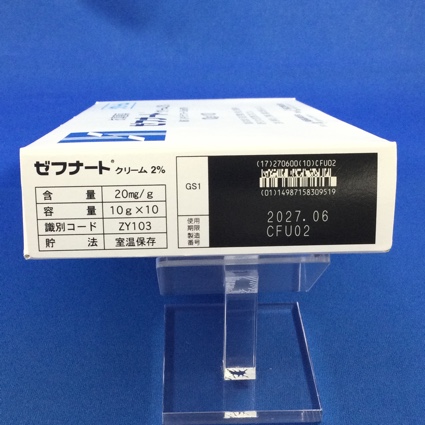 ゼフナート® クリーム 2%
含 量 20mg/g
容 量 10g×10
識別コード ZY103
貯 法 室温保存
GS1
(17)270600(10)CFU02
(01)14987158309519
使用期限 2027.06
製造番号 CFU02